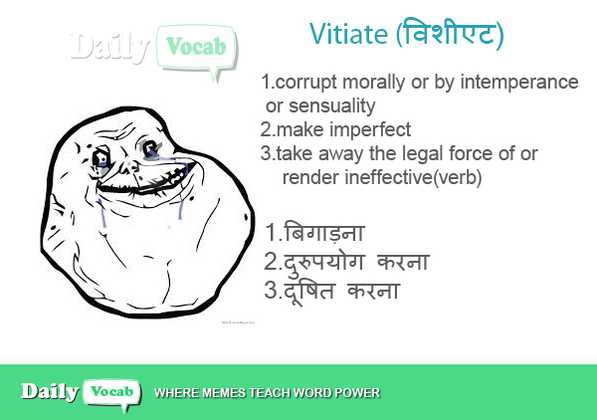 Daily Vocab
Vitiate (विशीएट)
1.corrupt morally or by intemperance
or sensuality
2.make imperfect
3.take away the legal force of or
render ineffective(verb)
1.बिगाड़ना
2.दुरुपयोग करना
3.दूषित करना
Daily Vocab WHERE MEMES TEACH WORD POWER